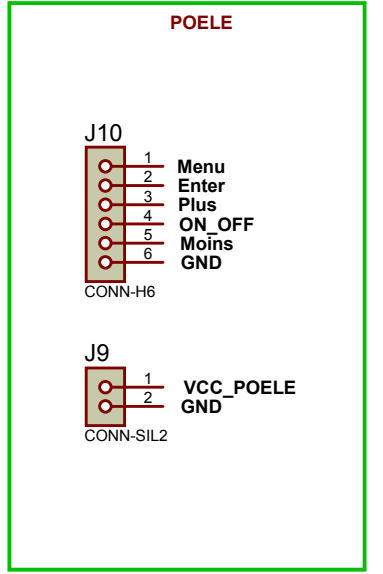 POELE
J10
1 Menu
2 Enter
3 Plus
4 ON_OFF
5 Moins
6 GND
CONN-H6
J9
1 VCC_POELE
2 GND
CONN-SIL2